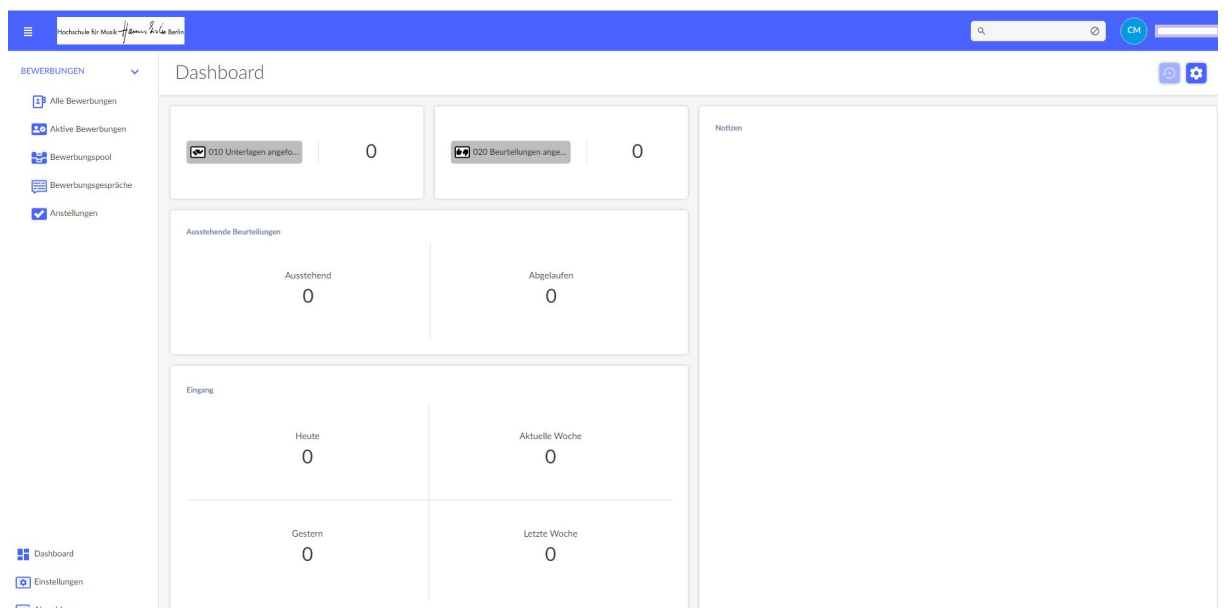 Hochschule für Musik Hanns Eisler Berlin
CM
BEWERBUNGEN
Alle Bewerbungen
Aktive Bewerbungen
Bewerbungspool
Bewerbungsgespräche
Anstellungen
Dashboard
Einstellungen
Dashboard
010 Unterlagen angefo...
0
020 Beurteilungen ange...
0
Ausstehende Beurteilungen
Ausstehend
0
Abgelaufen
0
Eingang
Heute
0
Aktuelle Woche
0
Gestern
0
Letzte Woche
0
Notizen